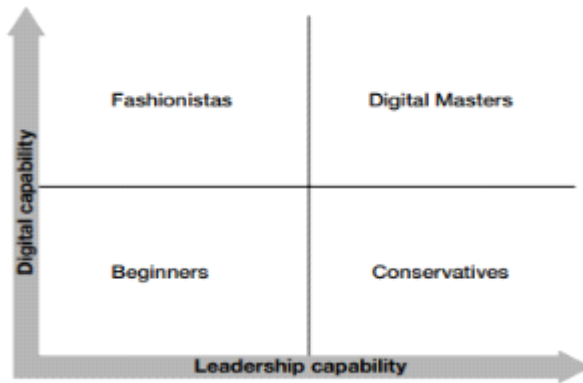 Fashionistas
Digital Masters
Digital capability
Beginners
Conservatives
Leadership capability